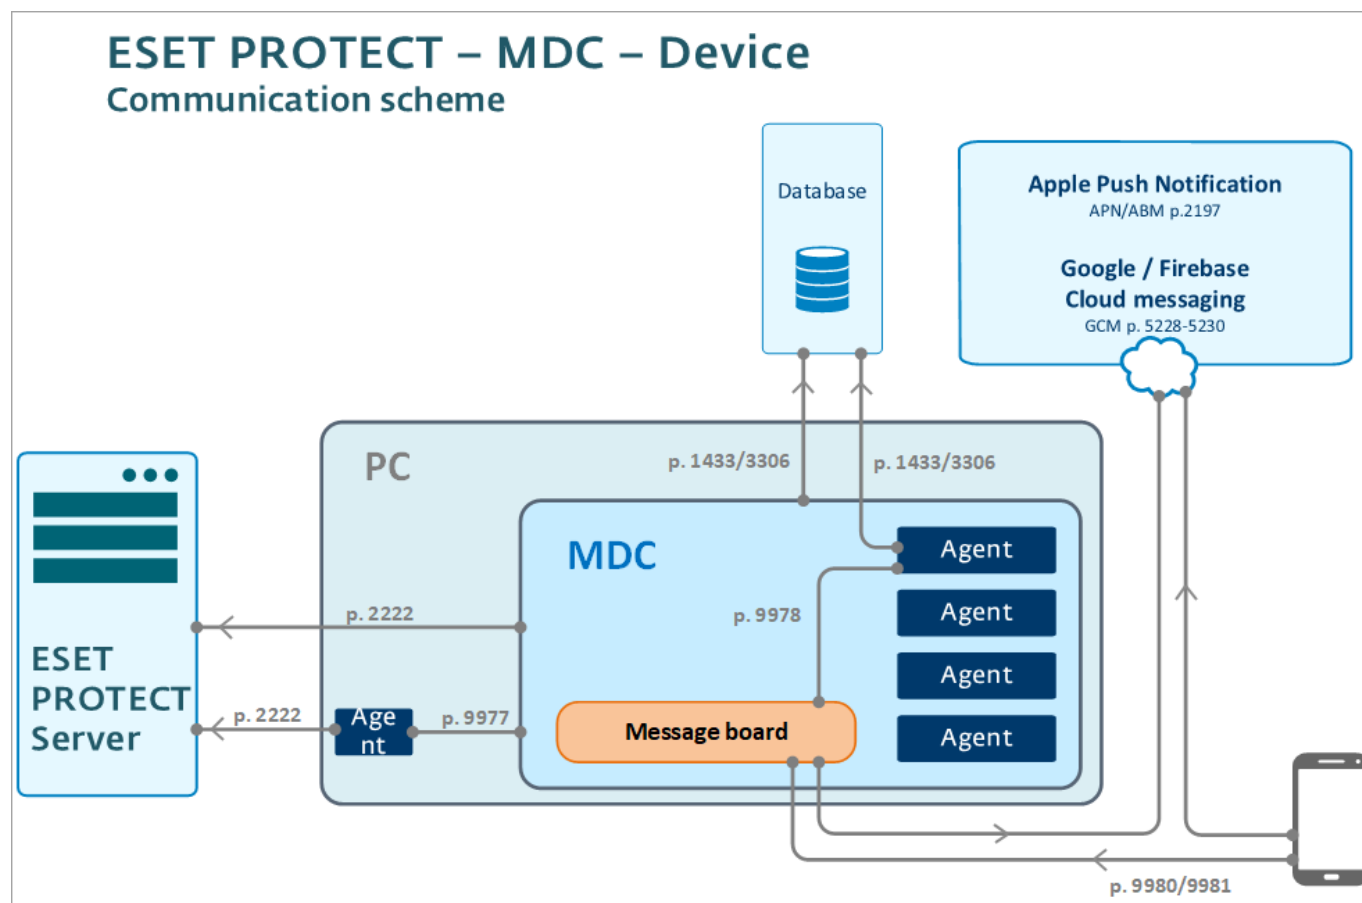 ESET PROTECT – MDC – Device
Communication scheme
Database
Apple Push Notification
APN/ABM p.2197
Google / Firebase
Cloud messaging
GCM p. 5228-5230
PC
p. 1433/3306
p. 1433/3306
MDC
Agent
p. 2222
p. 9978
Agent
ESET
PROTECT
Server
Agent
p. 2222
Age
nt
p. 9977
Message board
Agent
p. 9980/9981